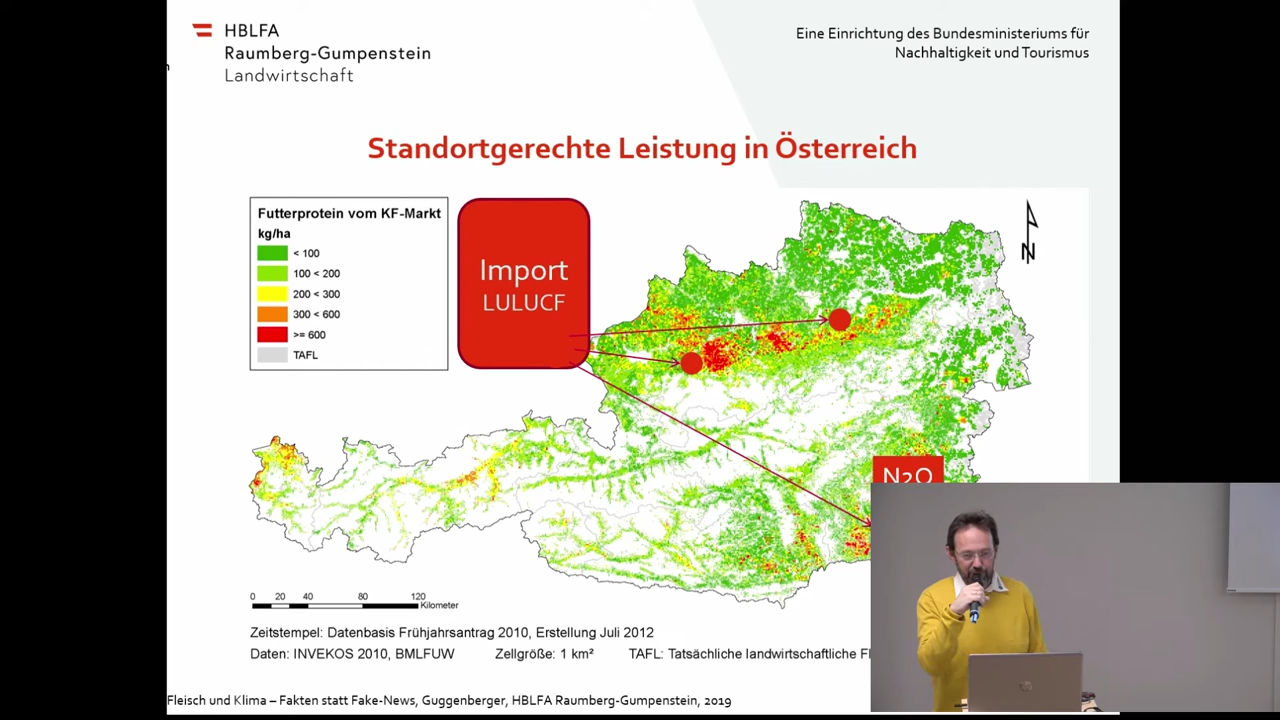 HBLFA
Raumberg-Gumpenstein
Landwirtschaft
Eine Einrichtung des Bundesministeriums für
Nachhaltigkeit und Tourismus
Standortgerechte Leistung in Österreich
Futterprotein vom KF-Markt
kg/ha
< 100
100 < 200
200 < 300
300 < 600
>= 600
TAFL
Import
LULUCF
N
N2O
0 20 40 80 120
Kilometer
Zeitstempel: Datenbasis Frühjahrsantrag 2010, Erstellung Juli 2012
Daten: INVEKOS 2010, BMLFUW Zellgröße: 1 km² TAFL: Tatsächliche landwirtschaftliche
Fleisch und Klima – Fakten statt Fake-News, Guggenberger, HBLFA Raumberg-Gumpenstein, 2019